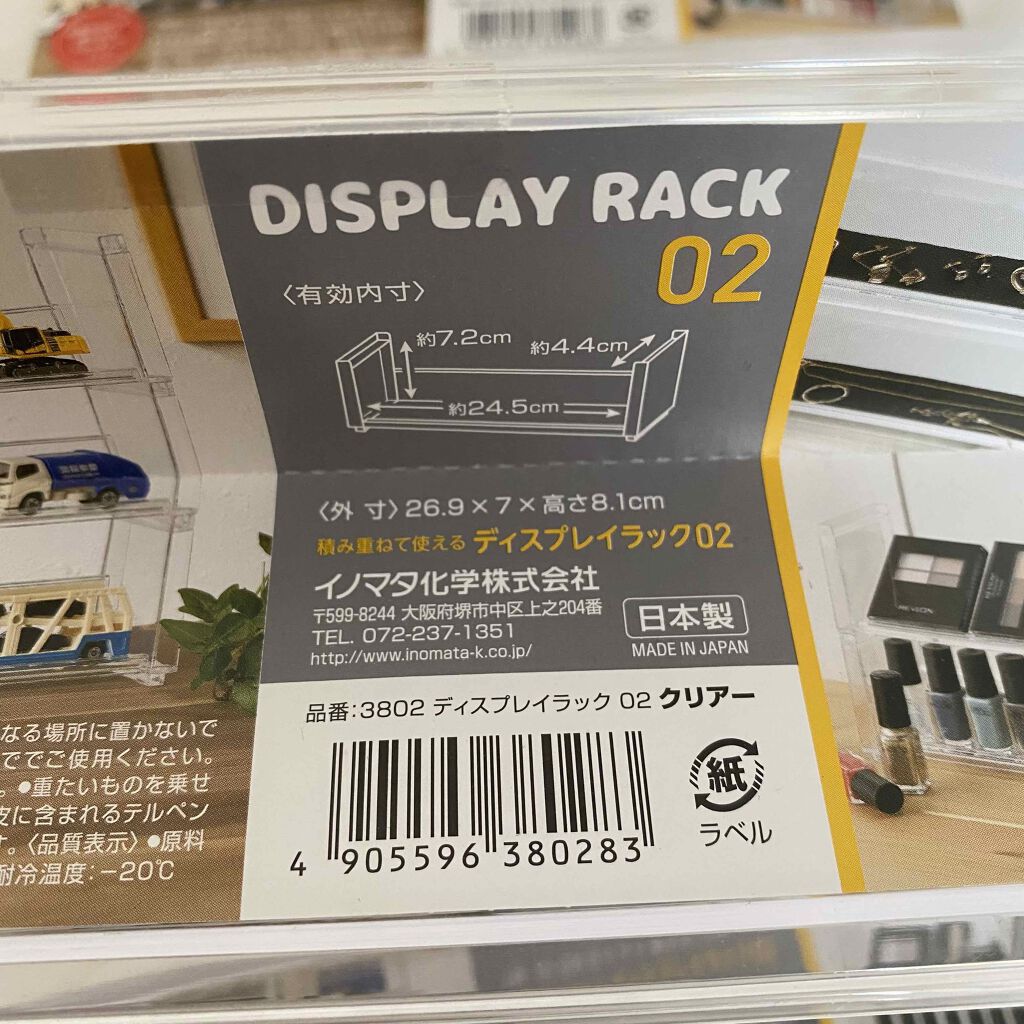 DISPLAY RACK
02
〈有効内寸〉
約7.2cm
約4.4cm
約24.5cm
〈外 寸〉26.9×7×高さ8.1cm
積み重ねて使える ディスプレイラック02
イノマタ化学株式会社
〒599-8244 大阪府堺市中区上之204番
TEL. 072-237-1351
http://www.inomata-k.co.jp/
日本製
MADE IN JAPAN
品番:3802 ディスプレイラック 02 クリアー
4 905596 380283
紙
ラベル
なる場所に置かないで
でご使用ください。
。●重たいものを乗せ
皮に含まれるテルペン
す。〈品質表示〉●原料
耐冷温度:−20℃
REVLON